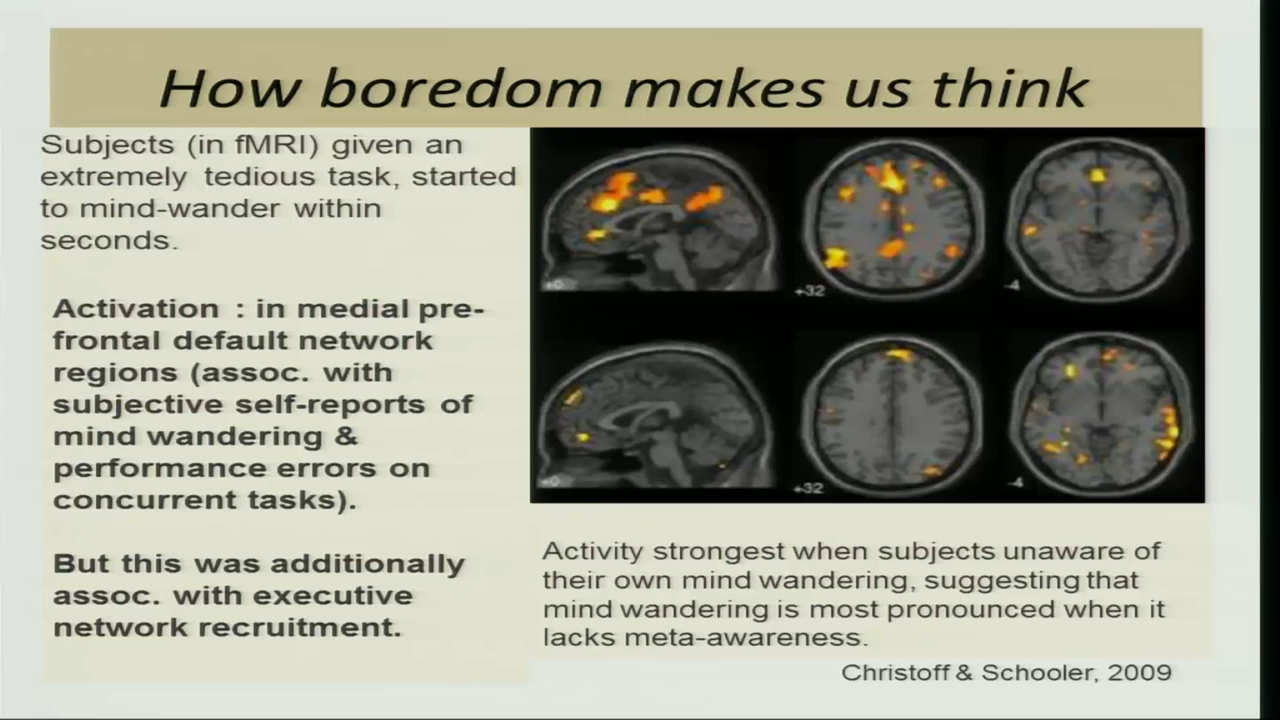 How boredom makes us think
Subjects (in fMRI) given an
extremely tedious task, started
to mind-wander within
seconds.
Activation : in medial pre-
frontal default network
regions (assoc. with
subjective self-reports of
mind wandering &
performance errors on
concurrent tasks).
But this was additionally
assoc. with executive
network recruitment.
+0
+32
-4
+0
+32
-4
Activity strongest when subjects unaware of
their own mind wandering, suggesting that
mind wandering is most pronounced when it
lacks meta-awareness.
Christoff & Schooler, 2009